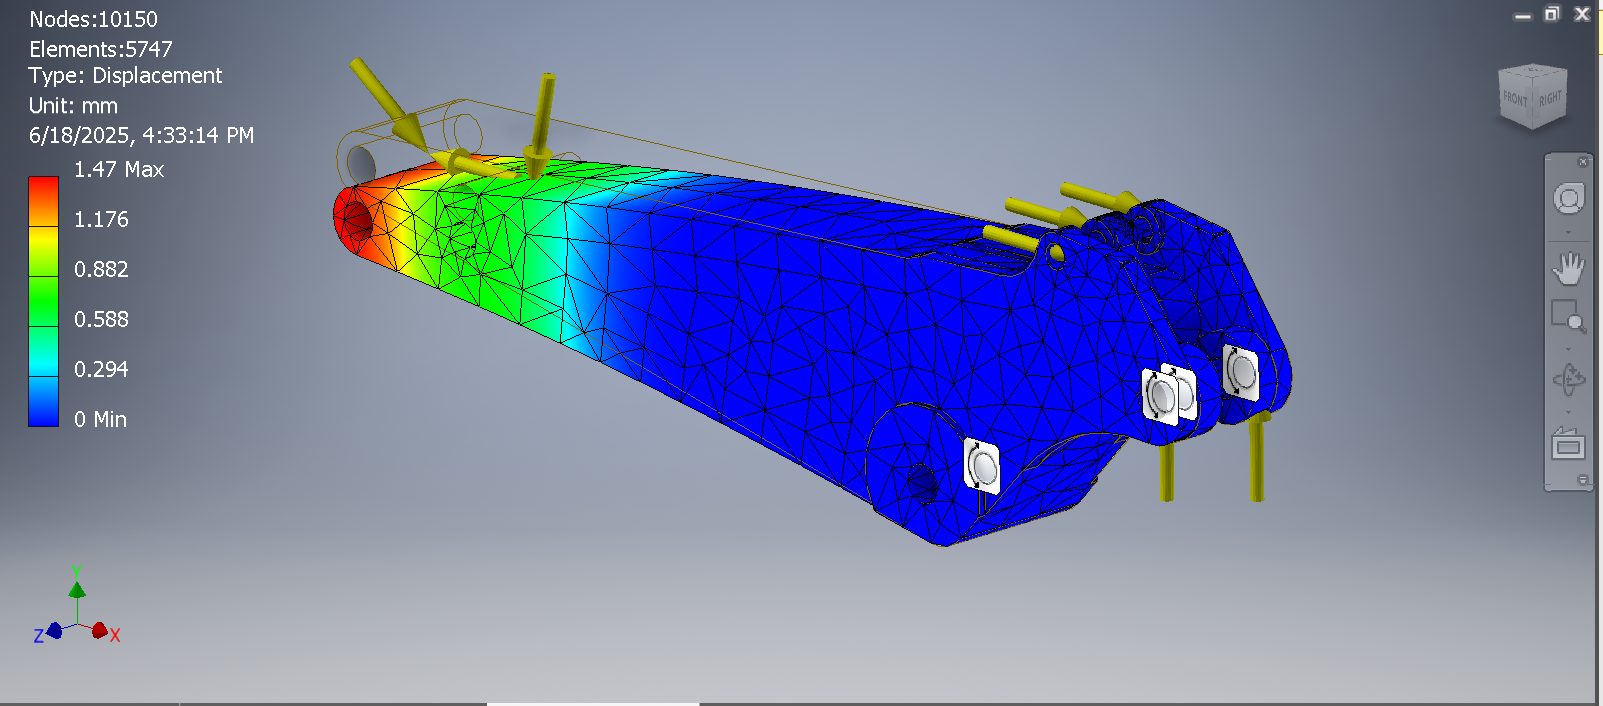 Nodes:10150
Elements:5747
Type: Displacement
Unit: mm
6/18/2025, 4:33:14 PM
1.47 Max
1.176
0.882
0.588
0.294
0 Min
FRONT
RIGHT
Y
Z
X